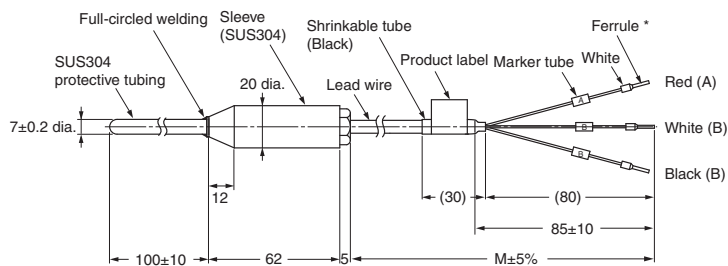 Full-circled welding
Sleeve
(SUS304)
Shrinkable tube
(Black)
Product label
Ferrule *
White
Marker tube
SUS304
protective tubing
20 dia.
Lead wire
Red (A)
A
7±0.2 dia.
B
White (B)
B
Black (B)
12
(30)
(80)
85±10
100±10
62
5
M±5%